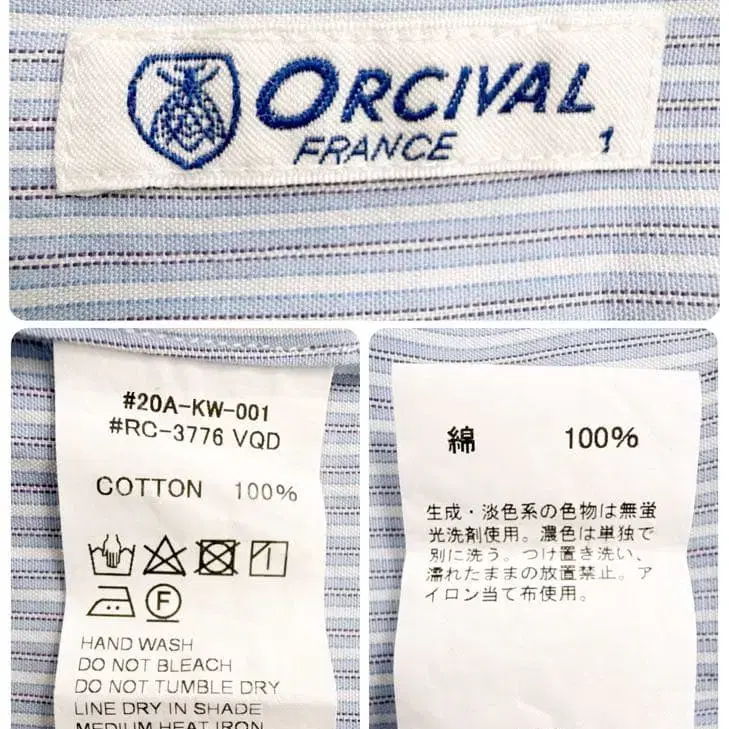 ORCIVAL
FRANCE 1
#20A-KW-001
#RC-3776 VQD
COTTON 100%
F
HAND WASH
DO NOT BLEACH
DO NOT TUMBLE DRY
LINE DRY IN SHADE
MEDIUM HEAT IRON
綿 100%
生成・淡色系の色物は無蛍
光洗剤使用。濃色は単独で
別に洗う。つけ置き洗い、
濡れたままの放置禁止。ア
イロン当て布使用。